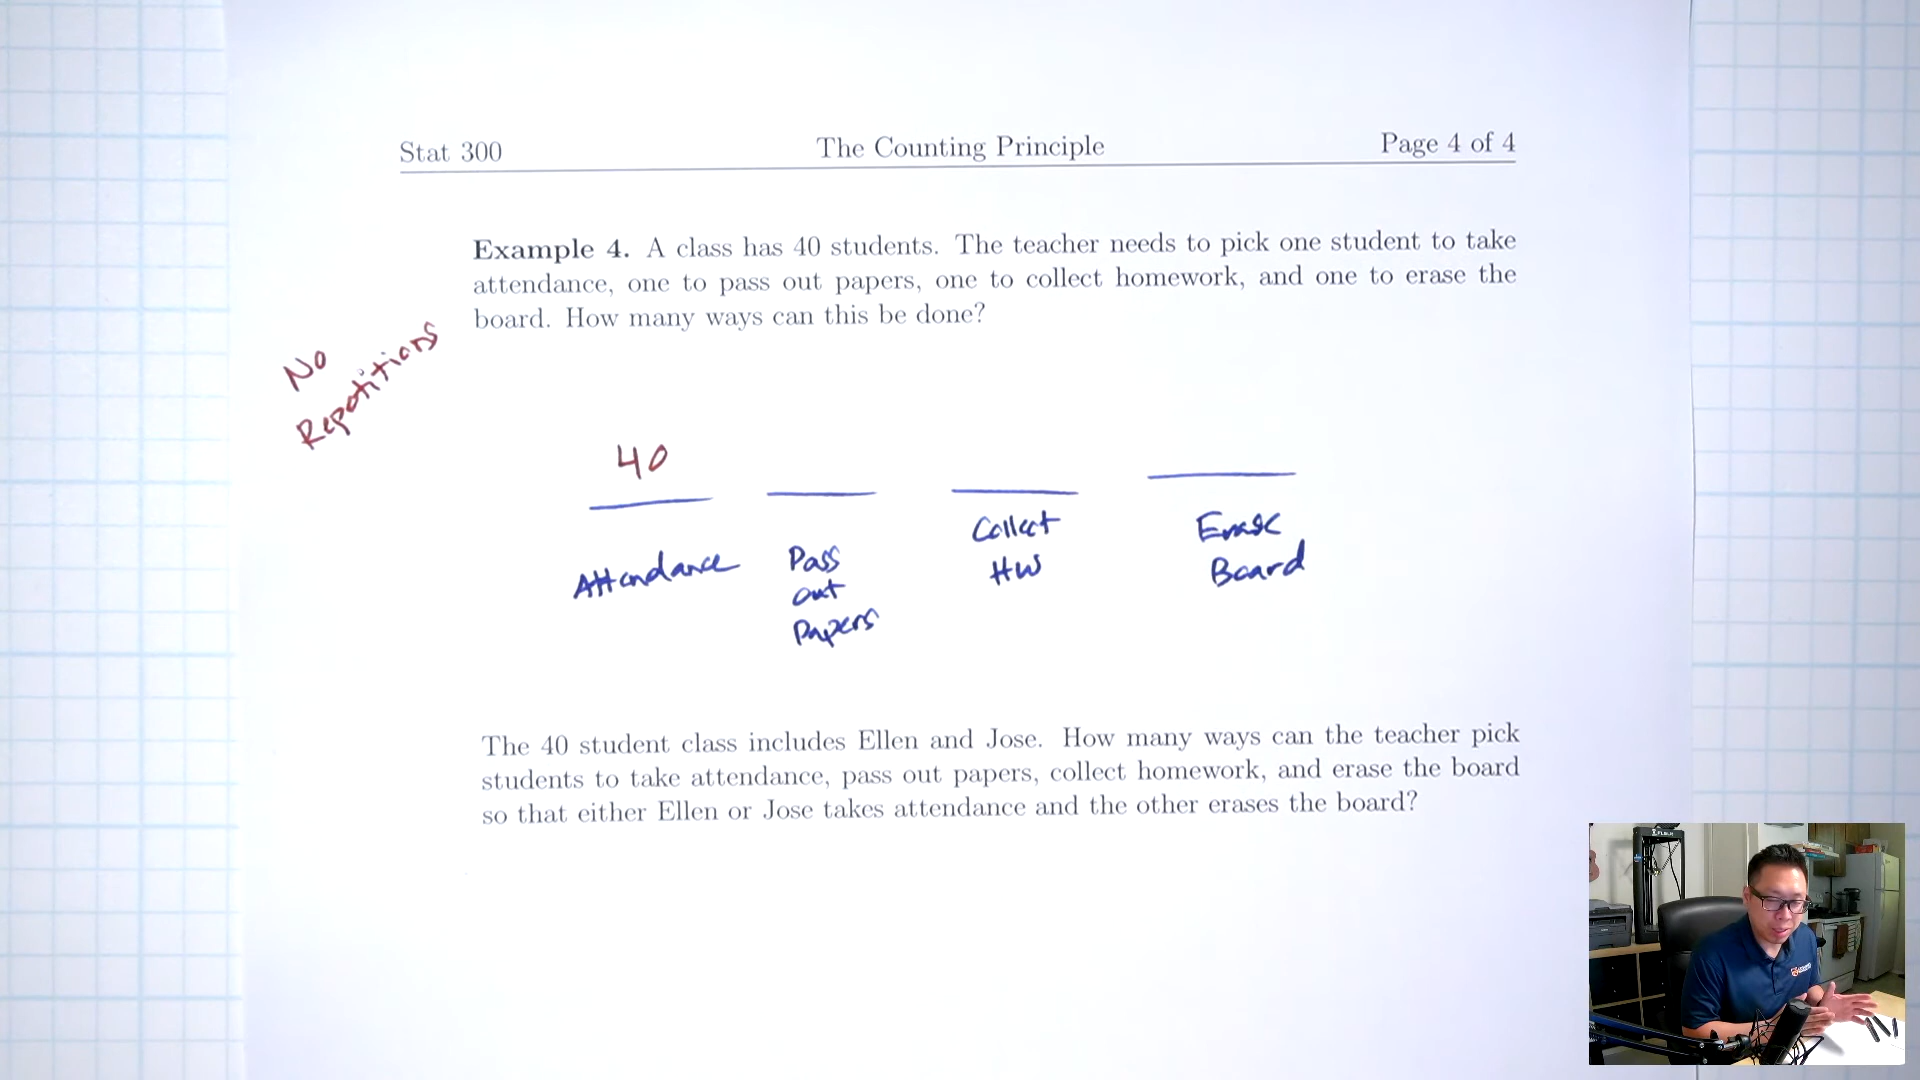 Stat 300 The Counting Principle Page 4 of 4
Example 4. A class has 40 students. The teacher needs to pick one student to take
attendance, one to pass out papers, one to collect homework, and one to erase the
board. How many ways can this be done?
No
Repetitions
40
Attendance
Pass
out
Papers
Collect
HW
Erase
Board
The 40 student class includes Ellen and Jose. How many ways can the teacher pick
students to take attendance, pass out papers, collect homework, and erase the board
so that either Ellen or Jose takes attendance and the other erases the board?